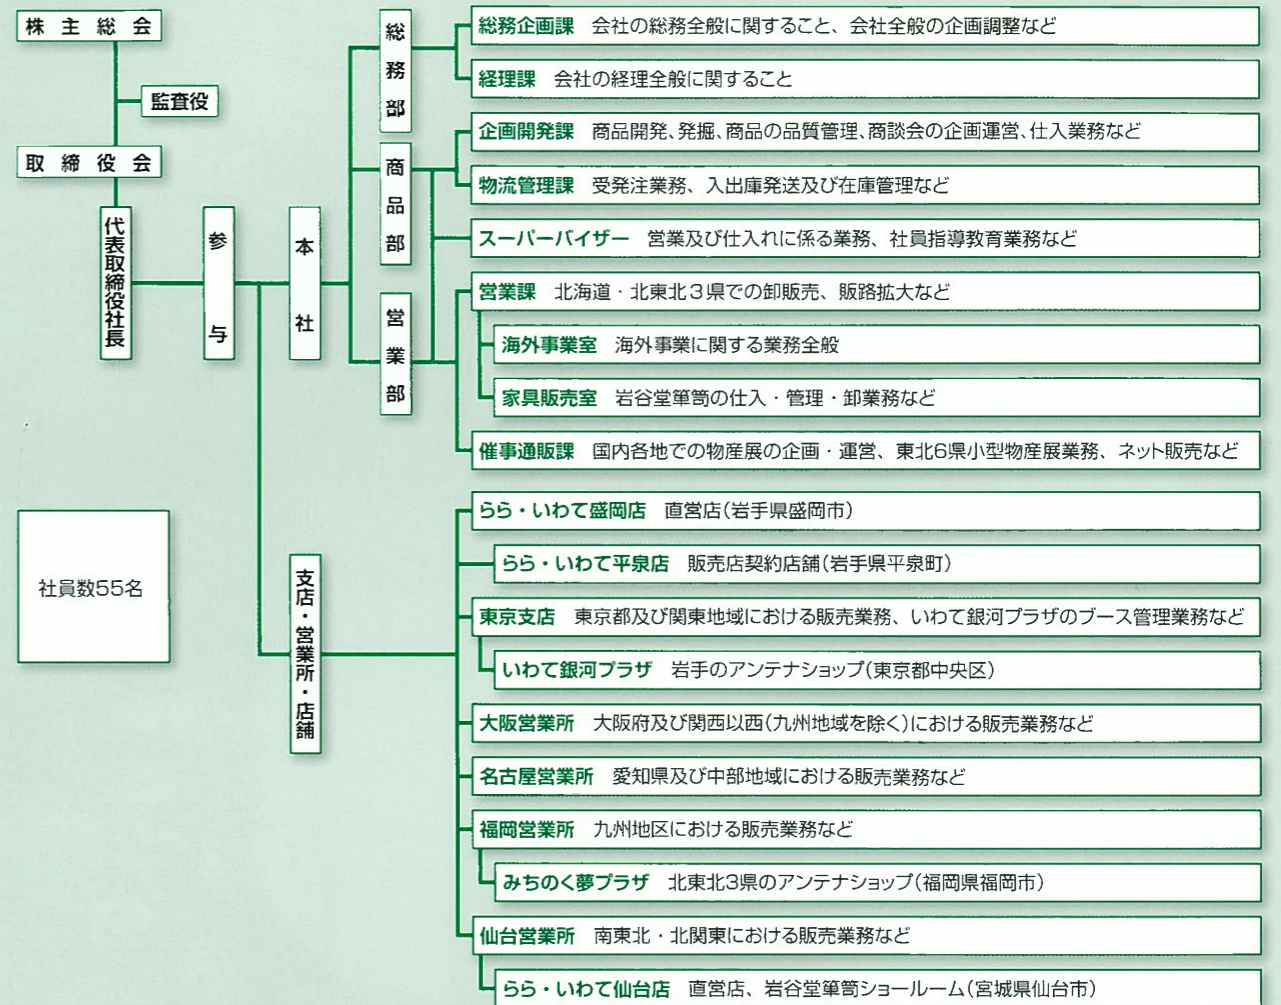 株主総会
監査役
取締役会
代表取締役社長
参与
本社
総務部
総務企画課 会社の総務全般に関すること、会社全般の企画調整など
経理課 会社の経理全般に関すること
商品部
企画開発課 商品開発、発掘、商品の品質管理、商談会の企画運営、仕入業務など
物流管理課 受発注業務、入出庫発送及び在庫管理など
スーパーバイザー 営業及び仕入れに係る業務、社員指導教育業務など
営業部
営業課 北海道・北東北3県での卸販売、販路拡大など
海外事業室 海外事業に関する業務全般
家具販売室 岩谷堂箪笥の仕入・管理・卸業務など
催事通販課 国内各地での物産展の企画・運営、東北6県小型物産展業務、ネット販売など
支店・営業所・店舗
らら・いわて盛岡店 直営店(岩手県盛岡市)
らら・いわて平泉店 販売店契約店舗(岩手県平泉町)
東京支店 東京都及び関東地域における販売業務、いわて銀河プラザのブース管理業務など
いわて銀河プラザ 岩手のアンテナショップ(東京都中央区)
大阪営業所 大阪府及び関西以西(九州地域を除く)における販売業務など
名古屋営業所 愛知県及び中部地域における販売業務など
福岡営業所 九州地区における販売業務など
みちのく夢プラザ 北東北3県のアンテナショップ(福岡県福岡市)
仙台営業所 南東北・北関東における販売業務など
らら・いわて仙台店 直営店、岩谷堂箪笥ショールーム(宮城県仙台市)
社員数55名